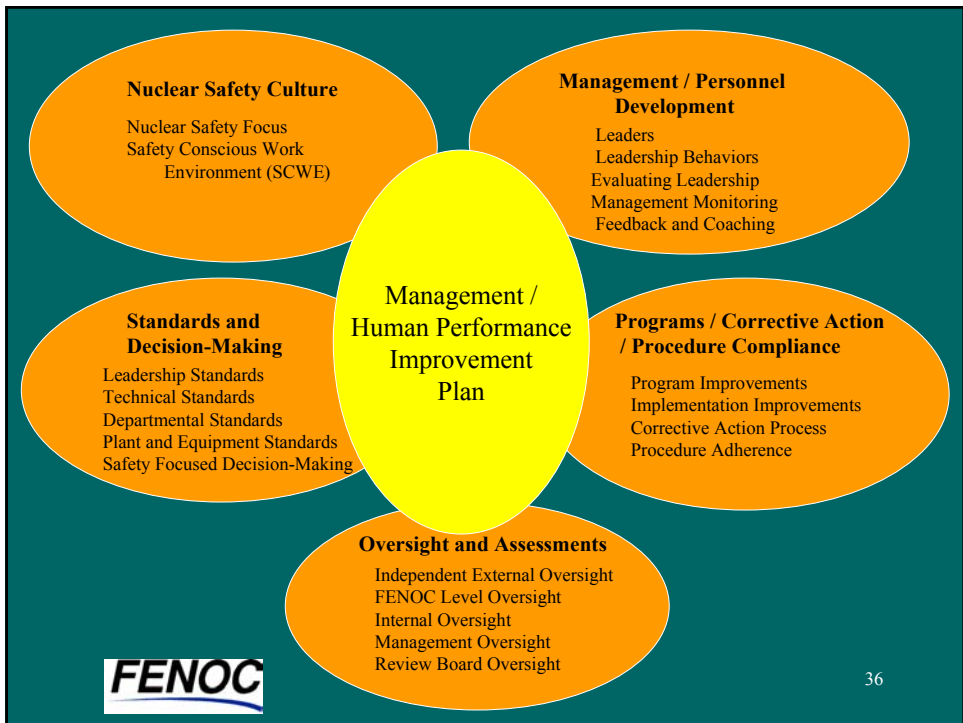 Nuclear Safety Culture
Nuclear Safety Focus
Safety Conscious Work
Environment (SCWE)
Management / Personnel
Development
Leaders
Leadership Behaviors
Evaluating Leadership
Management Monitoring
Feedback and Coaching
Management /
Human Performance
Improvement
Plan
Standards and
Decision-Making
Leadership Standards
Technical Standards
Departmental Standards
Plant and Equipment Standards
Safety Focused Decision-Making
Programs / Corrective Action
/ Procedure Compliance
Program Improvements
Implementation Improvements
Corrective Action Process
Procedure Adherence
Oversight and Assessments
Independent External Oversight
FENOC Level Oversight
Internal Oversight
Management Oversight
Review Board Oversight
FENOC
36